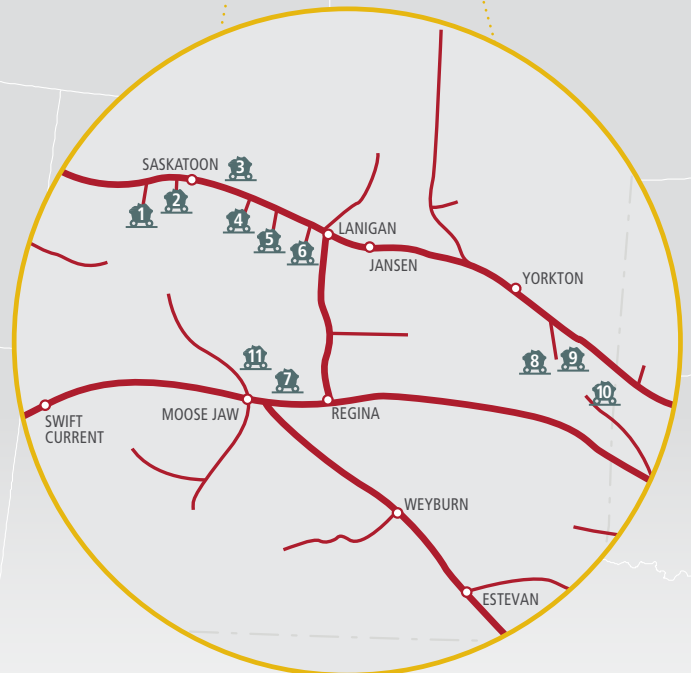 SASKATOON
3
2
1
4
5
6
LANIGAN
JANSEN
YORKTON
11
7
8
9
10
MOOSE JAW
REGINA
SWIFT
CURRENT
WEYBURN
ESTEVAN